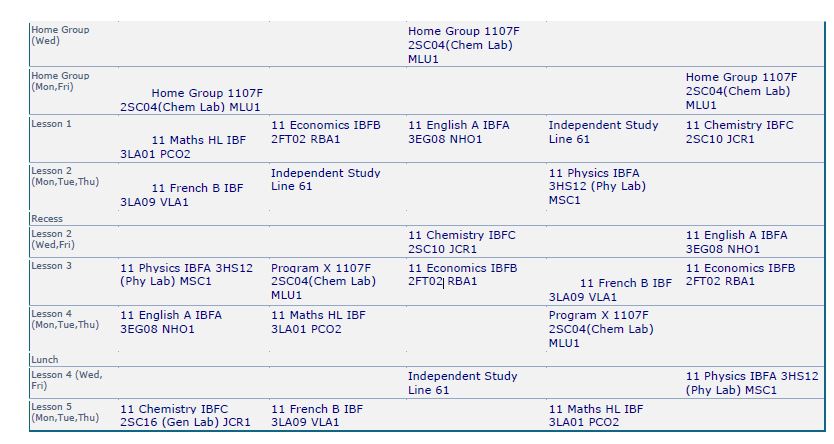 Home Group
(Wed)
Home Group 1107F
2SC04(Chem Lab)
MLU1
Home Group
(Mon,Fri)
Home Group 1107F
2SC04(Chem Lab) MLU1
Home Group 1107F
2SC04(Chem Lab)
MLU1
Lesson 1
11 Maths HL IBF
3LA01 PCO2
11 Economics IBFB
2FT02 RBA1
11 English A IBFA
3EG08 NHO1
Independent Study
Line 61
11 Chemistry IBFC
2SC10 JCR1
Lesson 2
(Mon,Tue,Thu)
11 French B IBF
3LA09 VLA1
Independent Study
Line 61
11 Physics IBFA
3HS12 (Phy Lab)
MSC1
Recess
Lesson 2
(Wed,Fri)
11 Chemistry IBFC
2SC10 JCR1
11 English A IBFA
3EG08 NHO1
Lesson 3
11 Physics IBFA 3HS12
(Phy Lab) MSC1
Program X 1107F
2SC04(Chem Lab)
MLU1
11 Economics IBFB
2FT02 RBA1
11 French B IBF
3LA09 VLA1
11 Economics IBFB
2FT02 RBA1
Lesson 4
(Mon,Tue,Thu)
11 English A IBFA
3EG08 NHO1
11 Maths HL IBF
3LA01 PCO2
Program X 1107F
2SC04(Chem Lab)
MLU1
Lunch
Lesson 4 (Wed,
Fri)
Independent Study
Line 61
11 Physics IBFA 3HS12
(Phy Lab) MSC1
Lesson 5
(Mon,Tue,Thu)
11 Chemistry IBFC
2SC16 (Gen Lab) JCR1
11 French B IBF
3LA09 VLA1
11 Maths HL IBF
3LA01 PCO2